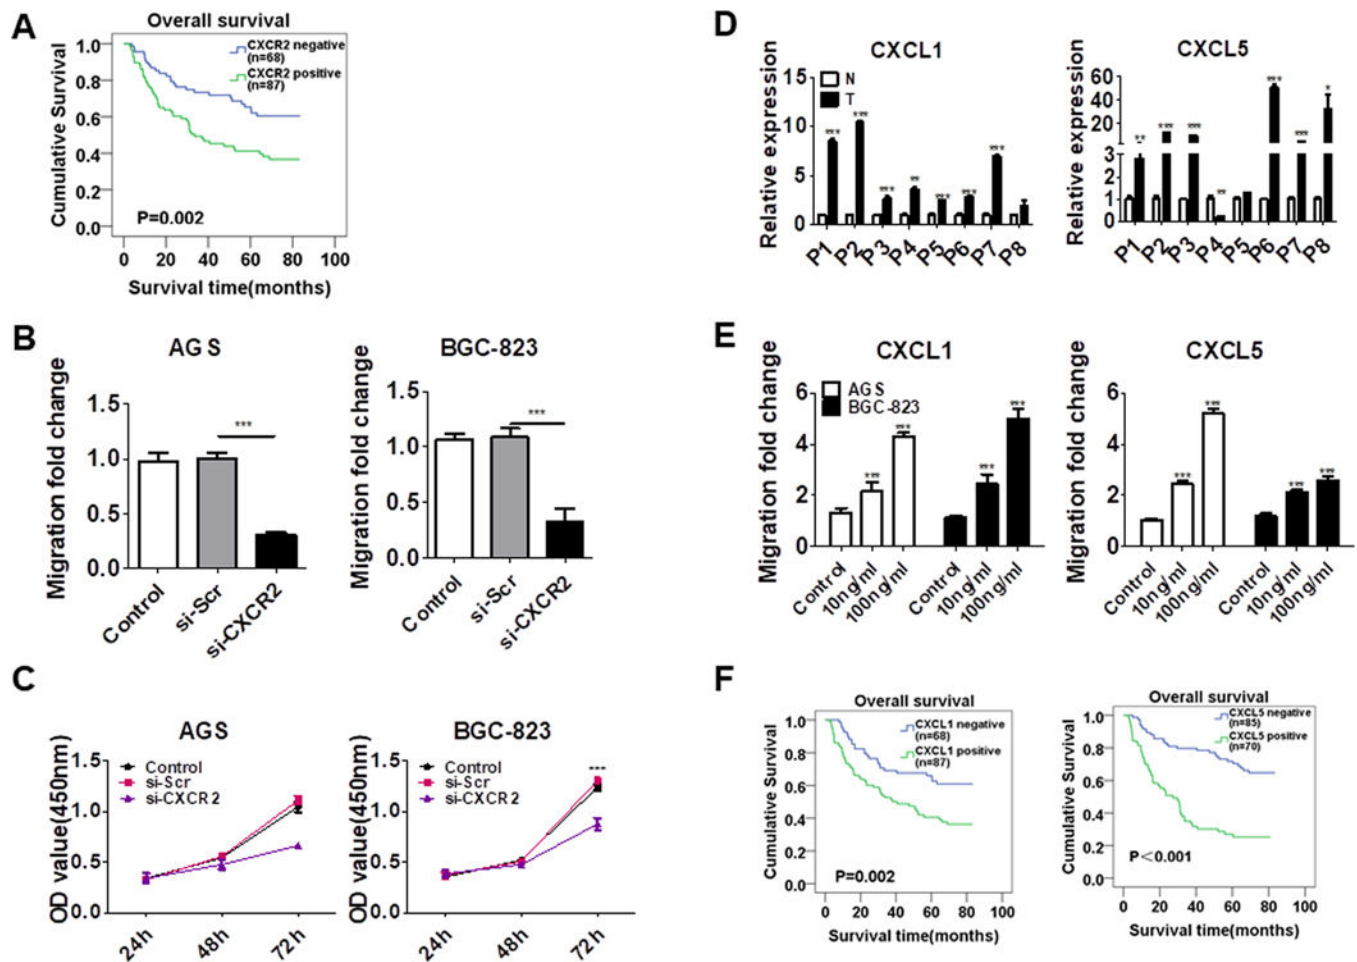 A
Overall survival
Cumulative Survival
1.0
0.8
0.6
0.4
0.2
0.0
CXCR2 negative
(n=68)
CXCR2 positive
(n=87)
P=0.002
0 20 40 60 80 100
Survival time(months)
B
AGS
Migration fold change
1.5
1.0
0.5
0.0
***
Control
si-Scr
si-CXCR2
BGC-823
Migration fold change
1.5
1.0
0.5
0.0
***
Control
si-Scr
si-CXCR2
C
AGS
OD value(450nm)
1.5
1.0
0.5
0.0
Control
si-Scr
si-CXCR2
24h 48h 72h
BGC-823
OD value(450nm)
1.5
1.0
0.5
0.0
Control
si-Scr
si-CXCR2
***
24h 48h 72h
D
CXCL1
Relative expression
15
10
5
0
N
T
*** *** *** ** *** *** ***
P1 P2 P3 P4 P5 P6 P7 P8
CXCL5
Relative expression
60
40
20
3
2
1
0
** *** *** ** *** *** *
P1 P2 P3 P4 P5 P6 P7 P8
E
CXCL1
Migration fold change
6
4
2
0
AGS
BGC-823
*** *** *** ***
Control 10ng/ml 100ng/ml Control 10ng/ml 100ng/ml
CXCL5
Migration fold change
6
4
2
0
*** *** *** ***
Control 10ng/ml 100ng/ml Control 10ng/ml 100ng/ml
F
Overall survival
Cumulative Survival
1.0
0.8
0.6
0.4
0.2
0.0
CXCL1 negative
(n=68)
CXCL1 positive
(n=87)
P=0.002
0 20 40 60 80 100
Survival time(months)
Overall survival
Cumulative Survival
1.0
0.8
0.6
0.4
0.2
0.0
CXCL5 negative
(n=85)
CXCL5 positive
(n=70)
P<0.001
0 20 40 60 80 100
Survival time(months)